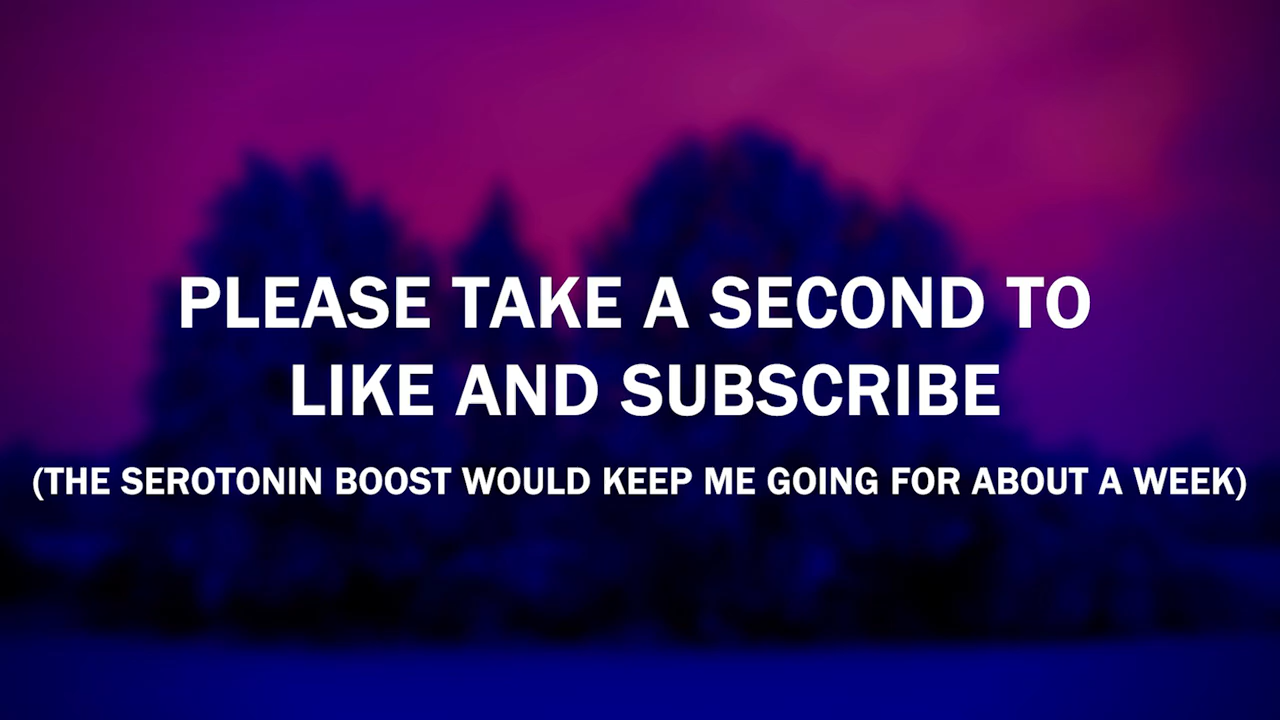 PLEASE TAKE A SECOND TO
LIKE AND SUBSCRIBE
(THE SEROTONIN BOOST WOULD KEEP ME GOING FOR ABOUT A WEEK)